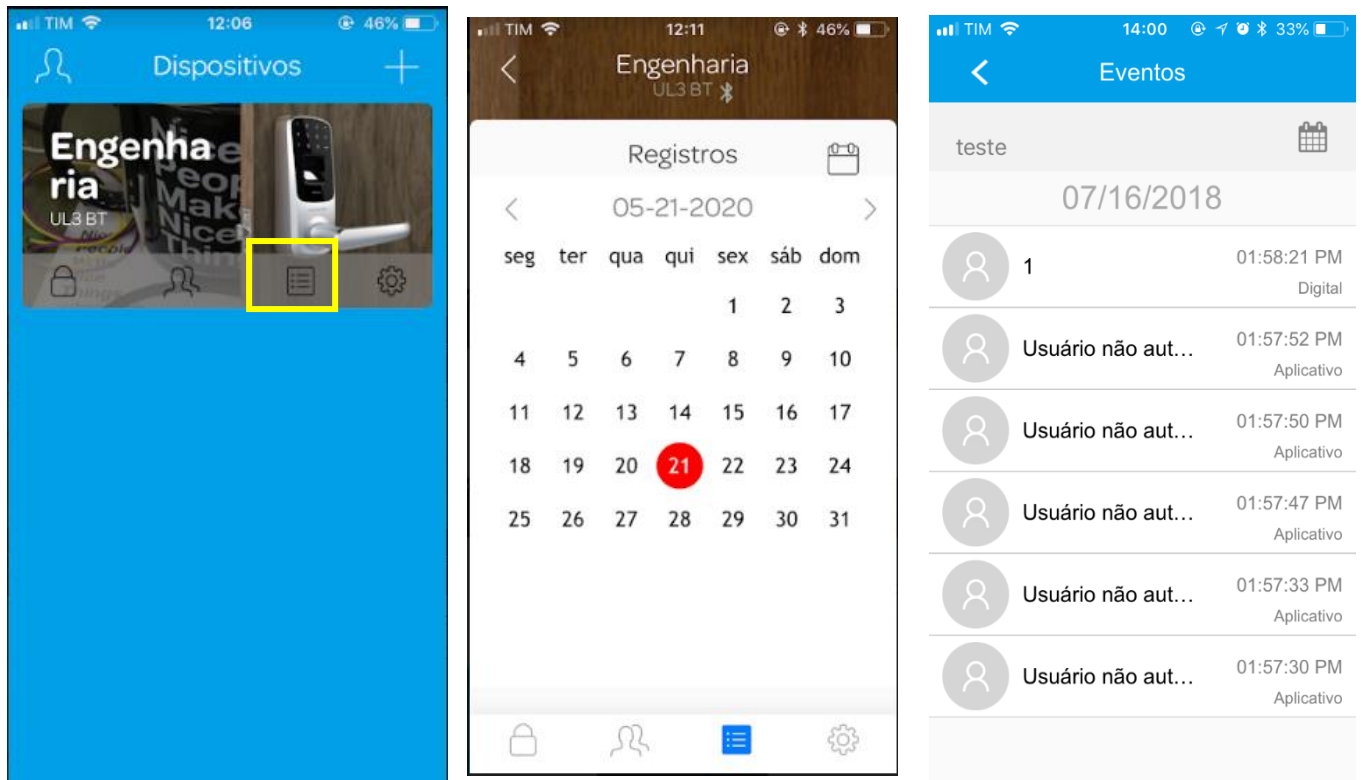 TIM 12:06 46%
Dispositivos
Engenha
ria
UL3 BT
Nice
People
Make
Nicer
Things
TIM 12:11 46%
Engenharia
UL3 BT
Registros
05-21-2020
seg ter qua qui sex sáb dom
1 2 3
4 5 6 7 8 9 10
11 12 13 14 15 16 17
18 19 20 21 22 23 24
25 26 27 28 29 30 31
TIM 14:00 33%
Eventos
teste
07/16/2018
1 01:58:21 PM
Digital
Usuário não aut… 01:57:52 PM
Aplicativo
Usuário não aut… 01:57:50 PM
Aplicativo
Usuário não aut… 01:57:47 PM
Aplicativo
Usuário não aut… 01:57:33 PM
Aplicativo
Usuário não aut… 01:57:30 PM
Aplicativo